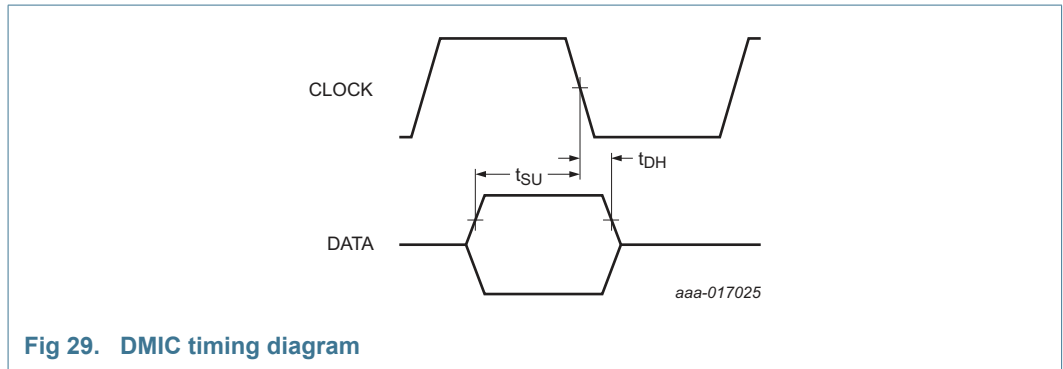 CLOCK
tDH
tSU
DATA
aaa-017025
Fig 29. DMIC timing diagram